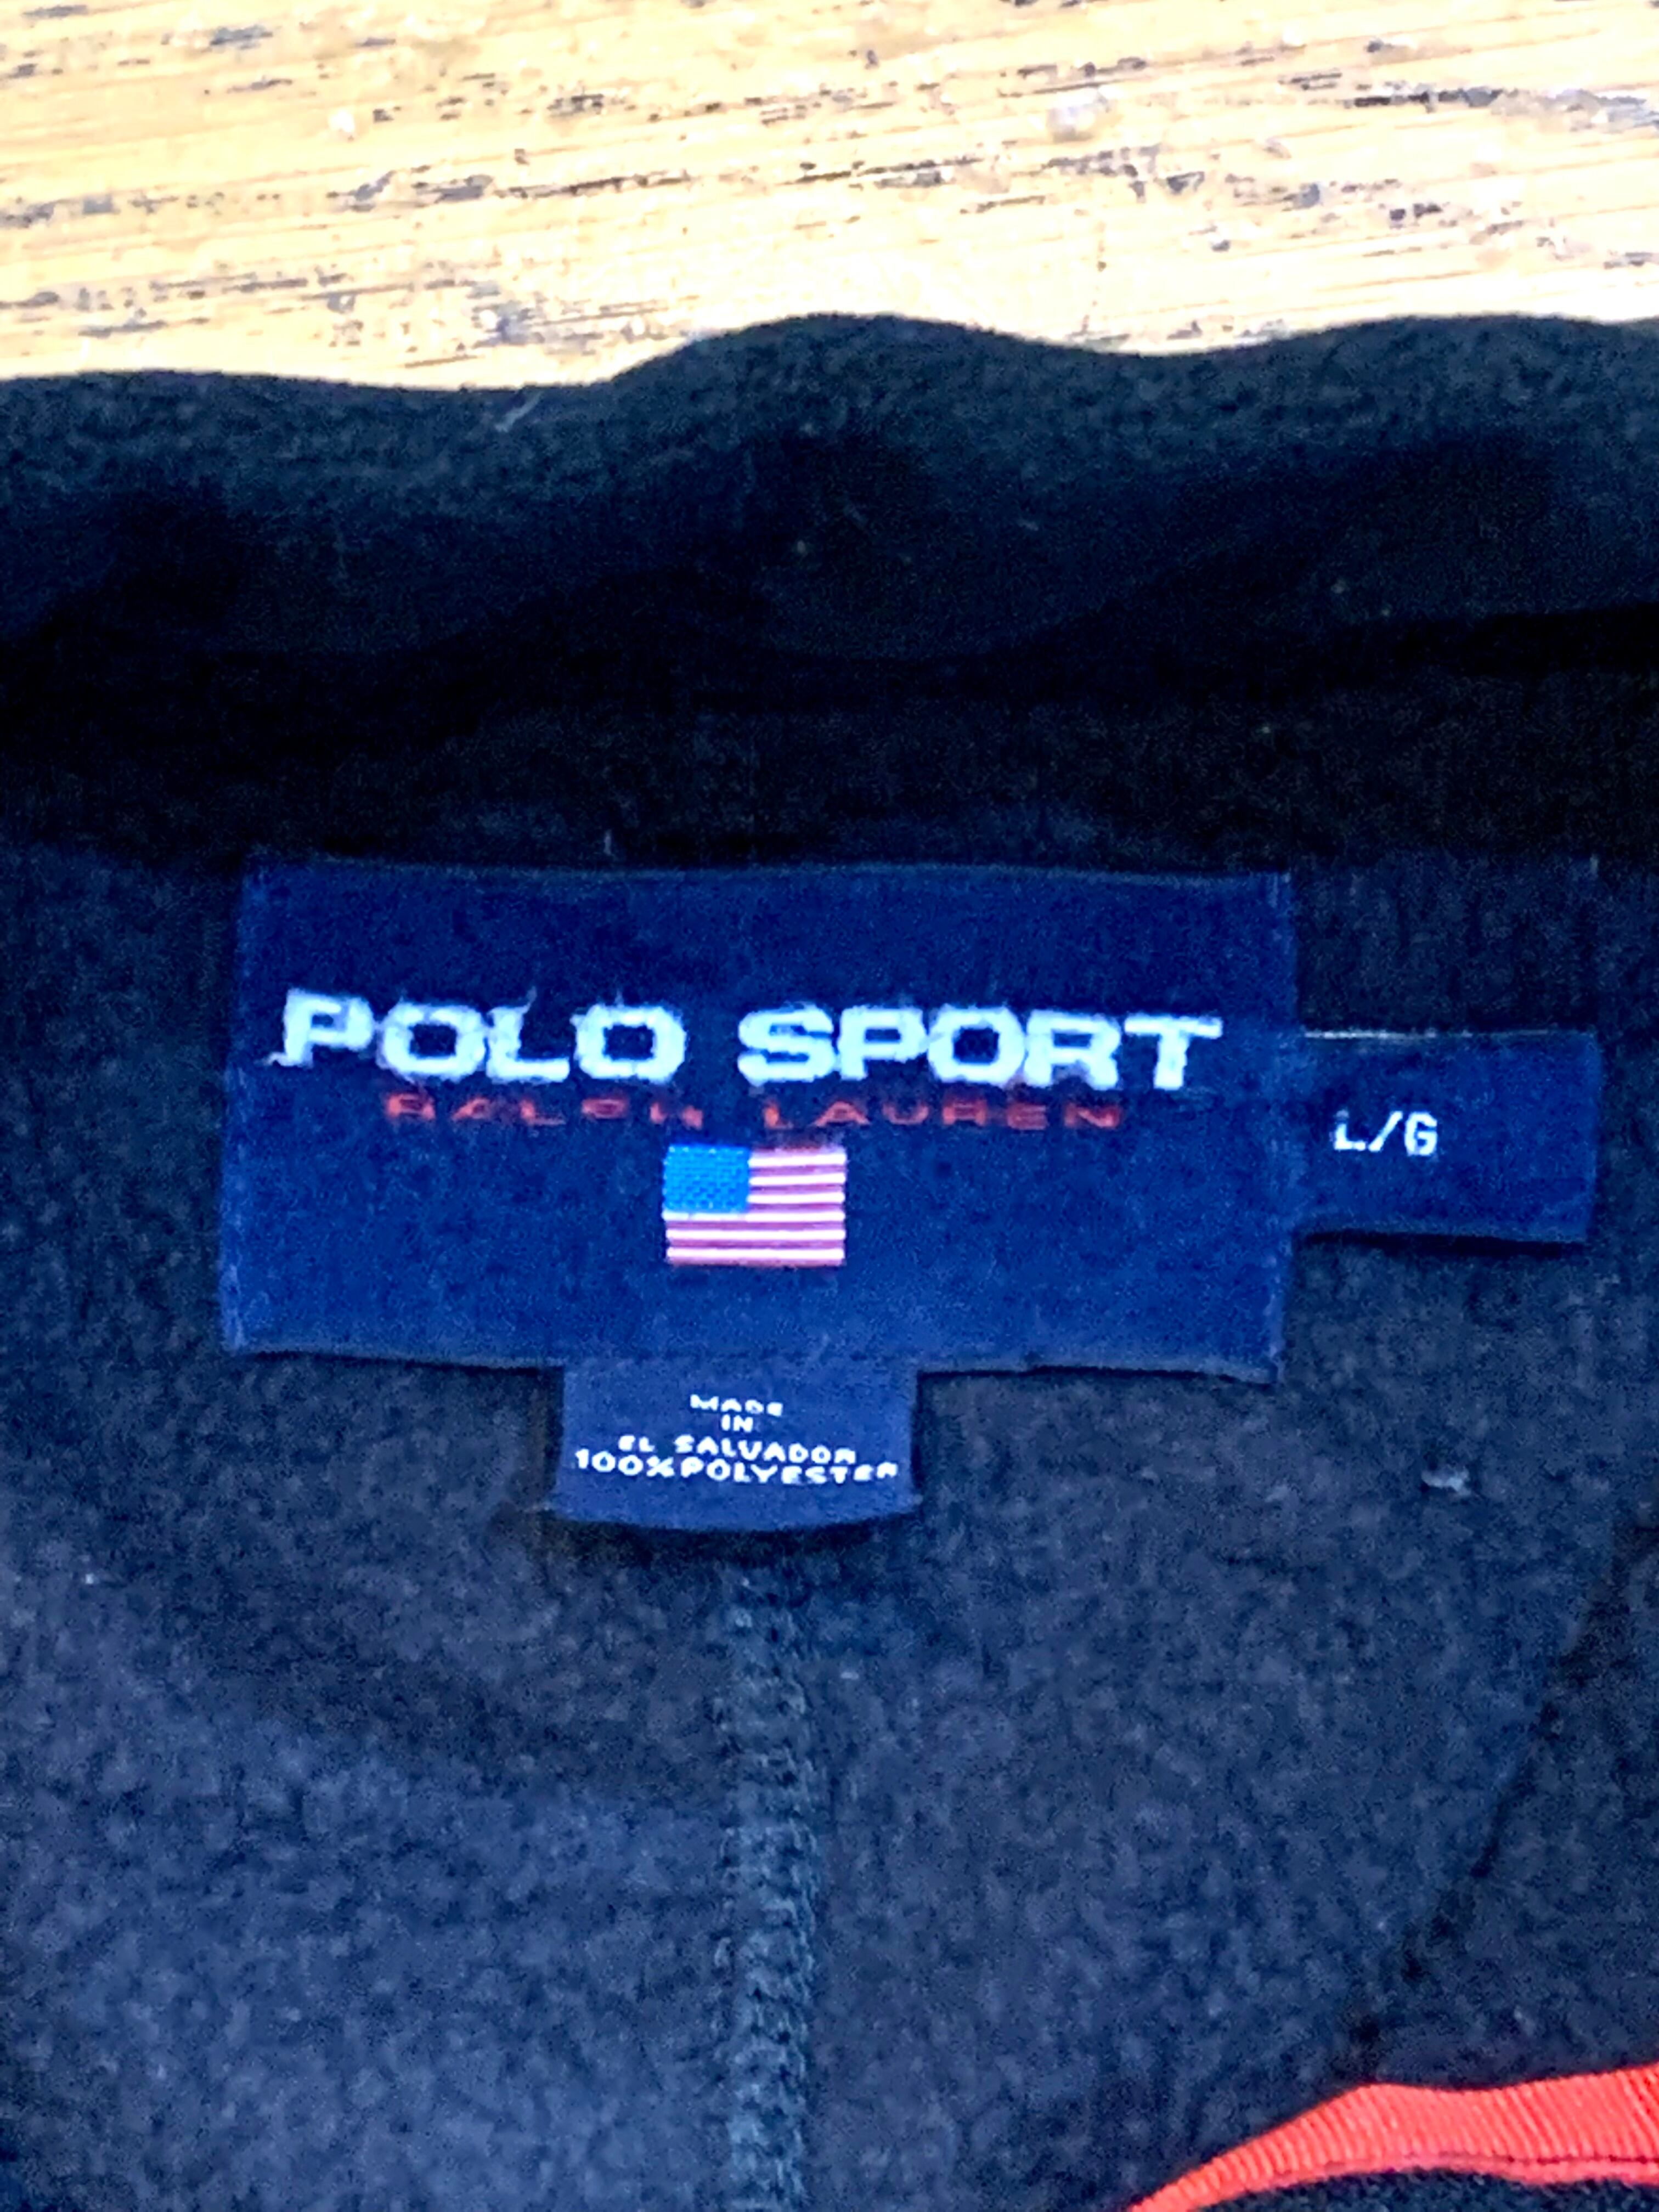 POLO SPORT
RALPH LAUREN
L/G
MADE
IN
EL SALVADOR
100%POLYESTER